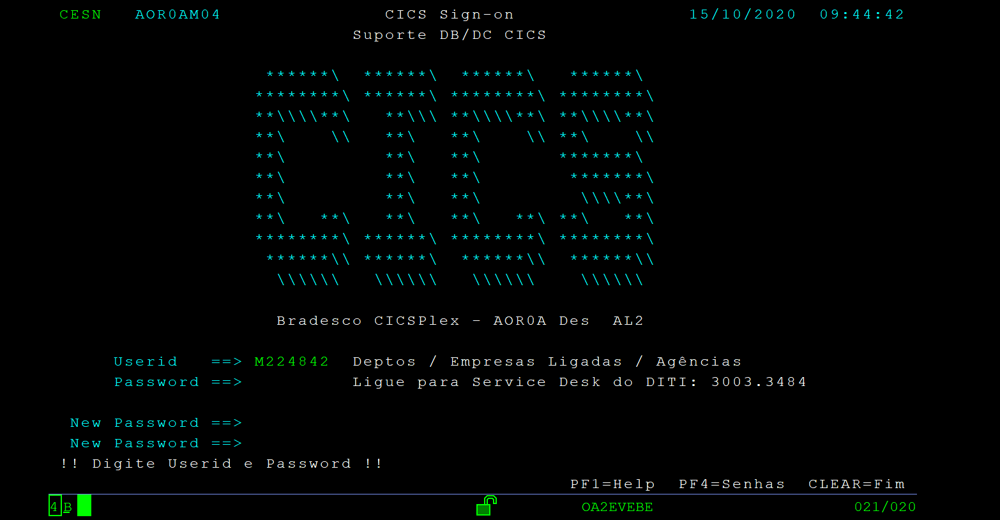 CESN   AOR0AM04               CICS Sign-on                15/10/2020  09:44:42
                           Suporte DB/DC CICS

                   ******\  ******\  ******\   ******\
                  ********\ ******\ ********\ ********\
                  **\\\\**\   **\\\ **\\\\**\ **\\\\**\
                  **\    \\   **\   **\    \\ **\    \\
                  **\         **\   **\       *******\
                  **\         **\   **\        *******\
                  **\         **\   **\         \\\\**\
                  **\   **\   **\   **\   **\ **\   **\
                  ********\ ******\ ********\ ********\
                   ******\\ ******\  ******\\  ******\\
                    \\\\\\   \\\\\\   \\\\\\    \\\\\\

                    Bradesco CICSPlex - AOR0A Des  AL2

     Userid   ==> M224842  Deptos / Empresas Ligadas / Agências
     Password ==>          Ligue para Service Desk do DITI: 3003.3484

 New Password ==>
 New Password ==>
!! Digite Userid e Password !!
                                               PF1=Help  PF4=Senhas  CLEAR=Fim
4 B                                             OA2EVEBE                  021/020